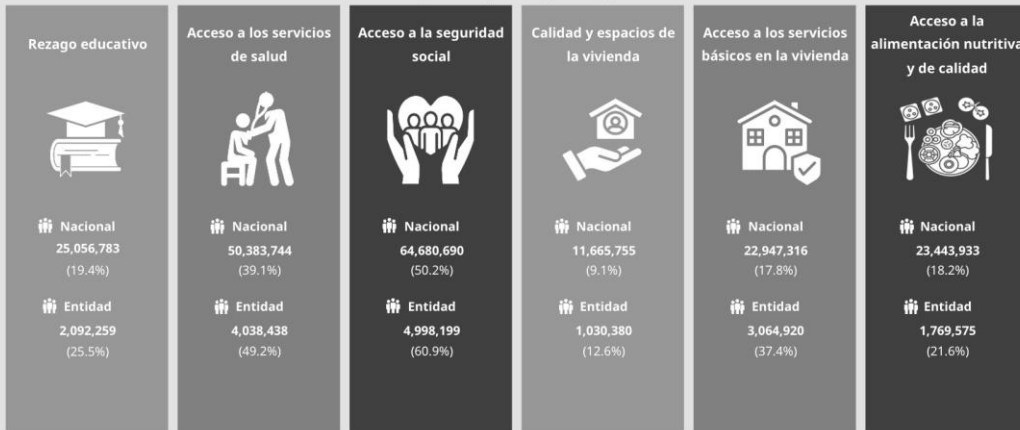 Rezago educativo
Nacional
25,056,783
(19.4%)
Entidad
2,092,259
(25.5%)
Acceso a los servicios
de salud
Nacional
50,383,744
(39.1%)
Entidad
4,038,438
(49.2%)
Acceso a la seguridad
social
Nacional
64,680,690
(50.2%)
Entidad
4,998,199
(60.9%)
Calidad y espacios de
la vivienda
Nacional
11,665,755
(9.1%)
Entidad
1,030,380
(12.6%)
Acceso a los servicios
básicos en la vivienda
Nacional
22,947,316
(17.8%)
Entidad
3,064,920
(37.4%)
Acceso a la
alimentación nutritiva
y de calidad
Nacional
23,443,933
(18.2%)
Entidad
1,769,575
(21.6%)